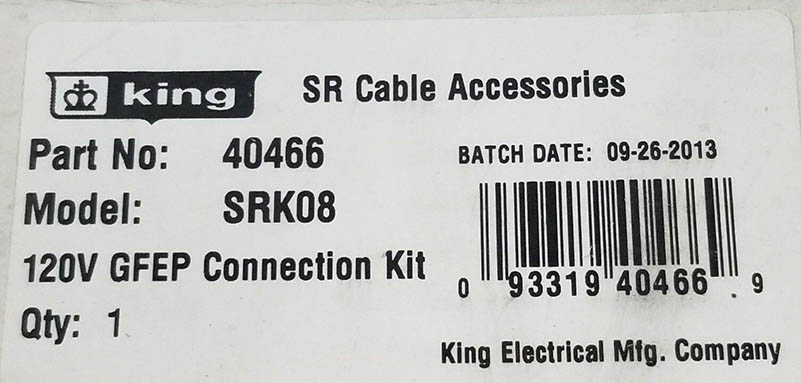 king SR Cable Accessories
Part No: 40466
BATCH DATE: 09-26-2013
Model: SRK08
120V GFEP Connection Kit
0 93319 40466 . 9
Qty: 1
King Electrical Mfg. Company